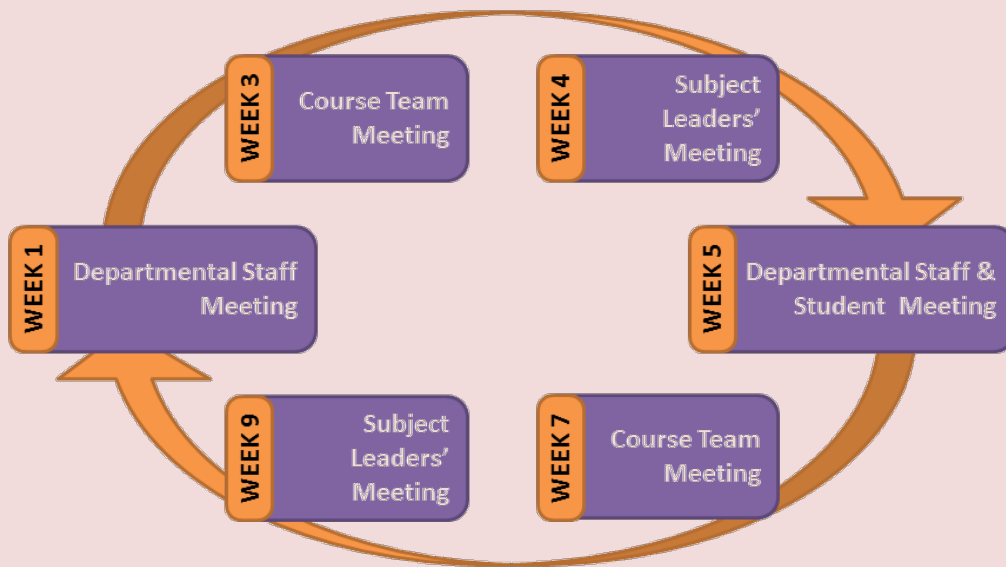 WEEK 1
Departmental Staff
Meeting
WEEK 3
Course Team
Meeting
WEEK 4
Subject
Leaders’
Meeting
WEEK 5
Departmental Staff &
Student Meeting
WEEK 7
Course Team
Meeting
WEEK 9
Subject
Leaders’
Meeting